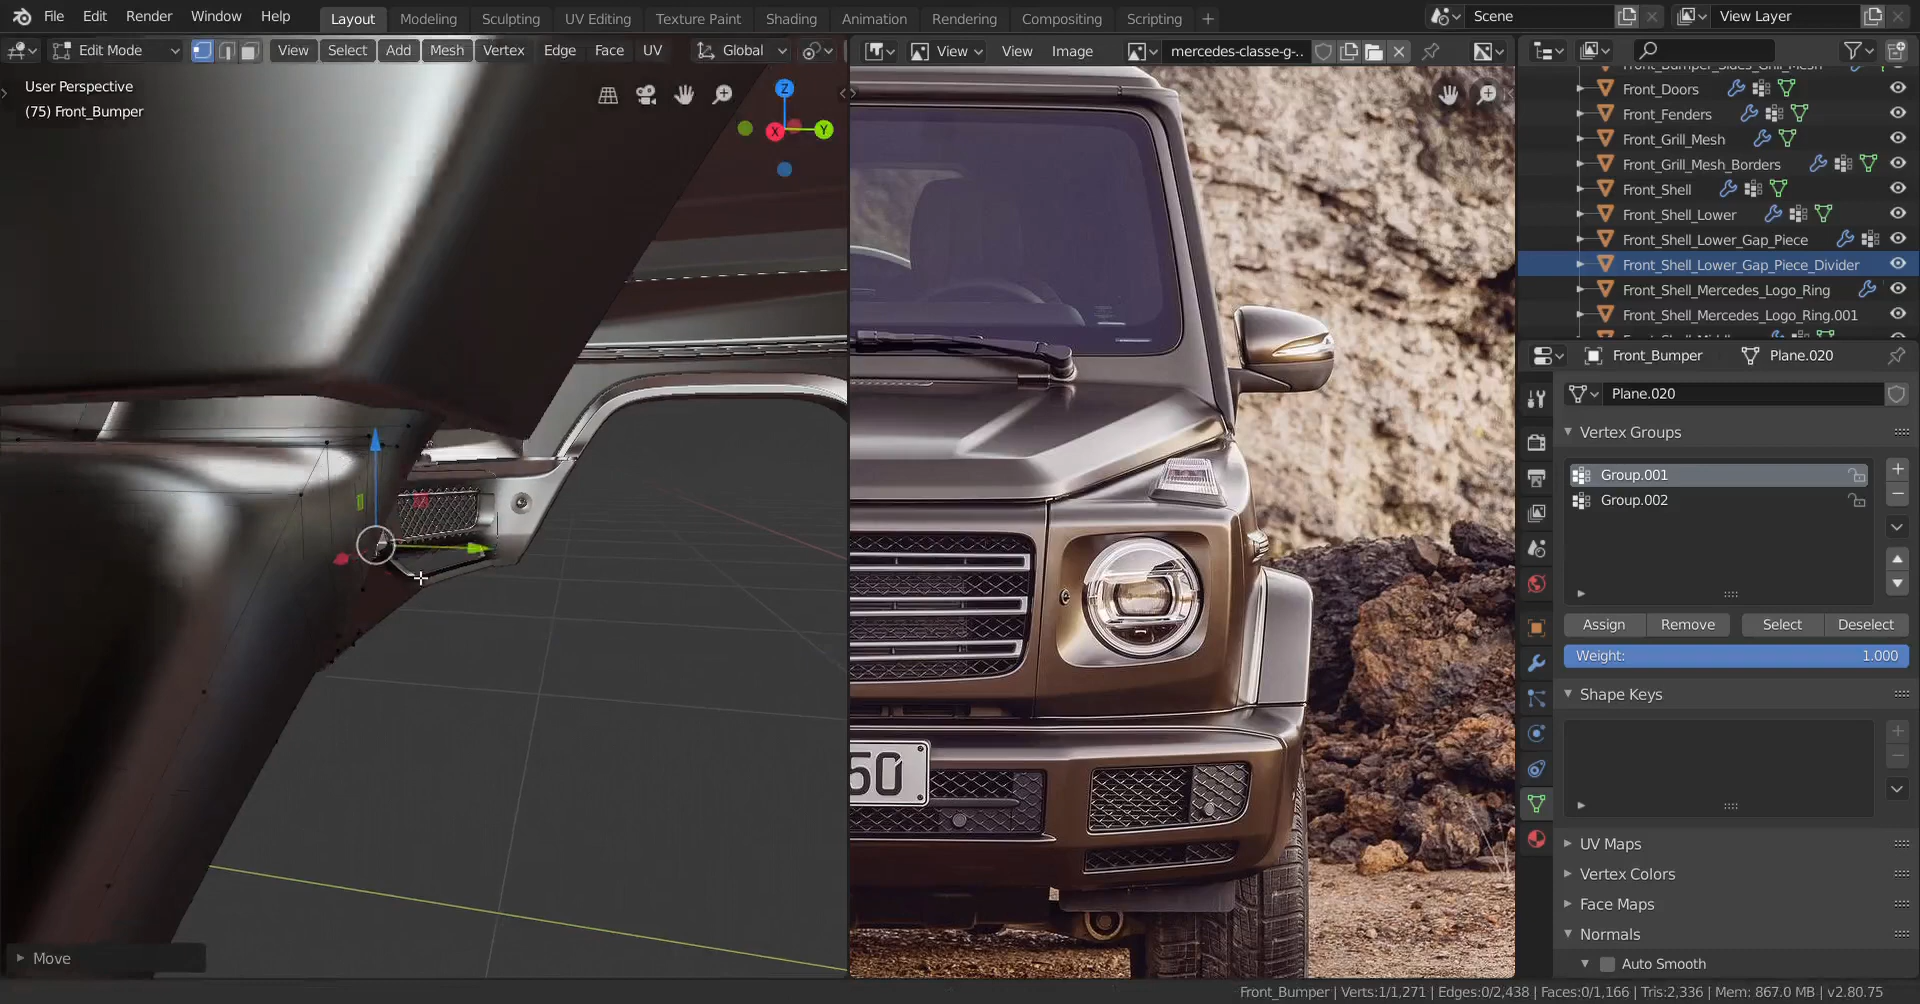 File Edit Render Window Help
Layout Modeling Sculpting UV Editing Texture Paint Shading Animation Rendering Compositing Scripting +
Scene
View Layer
Edit Mode
View Select Add Mesh Vertex Edge Face UV
Global
View
View Image
mercedes-classe-g-..
User Perspective
(75) Front_Bumper
Z
X
Y
Front_Bumper_Sides_Grill_Mesh
Front_Doors
Front_Fenders
Front_Grill_Mesh
Front_Grill_Mesh_Borders
Front_Shell
Front_Shell_Lower
Front_Shell_Lower_Gap_Piece
Front_Shell_Lower_Gap_Piece_Divider
Front_Shell_Mercedes_Logo_Ring
Front_Shell_Mercedes_Logo_Ring.001
Front_Bumper
Plane.020
Plane.020
Vertex Groups
Group.001
Group.002
Assign Remove Select Deselect
Weight: 1.000
Shape Keys
UV Maps
Vertex Colors
Face Maps
Normals
Auto Smooth
50
Move
Front_Bumper | Verts:1/1,271 | Edges:0/2,438 | Faces:0/1,166 | Tris:2,336 | Mem: 867.0 MB | v2.80.75